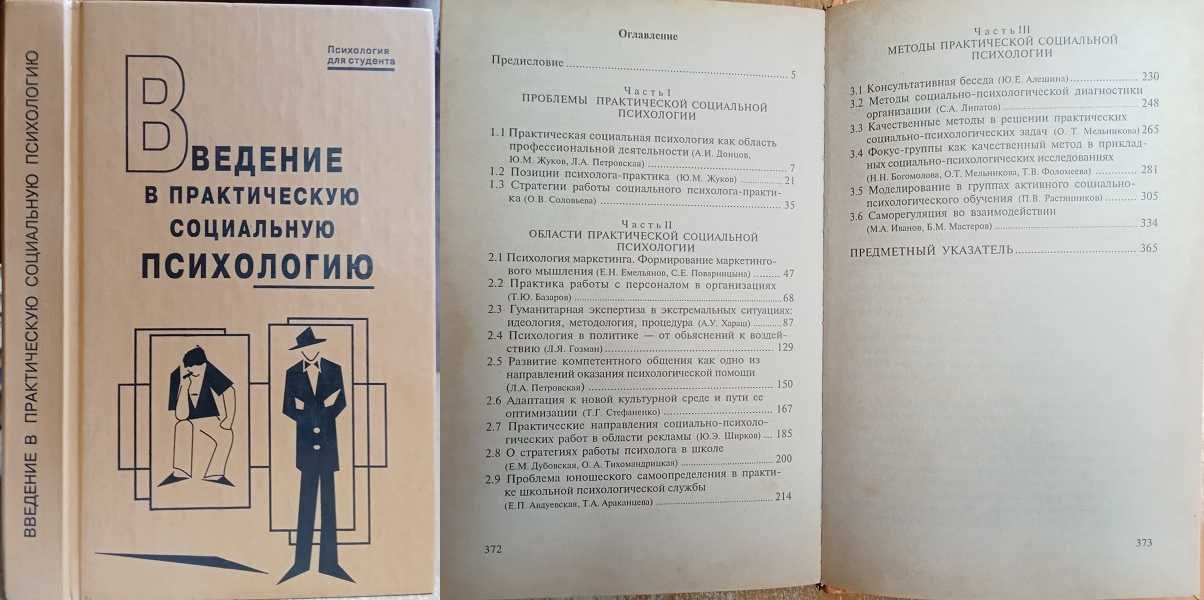 ВВЕДЕНИЕ В ПРАКТИЧЕСКУЮ СОЦИАЛЬНУЮ ПСИХОЛОГИЮ
Психология
для студента
ВВЕДЕНИЕ
В ПРАКТИЧЕСКУЮ
СОЦИАЛЬНУЮ
ПСИХОЛОГИЮ
Оглавление
Предисловие 5
Часть I
ПРОБЛЕМЫ ПРАКТИЧЕСКОЙ СОЦИАЛЬНОЙ
ПСИХОЛОГИИ
1.1 Практическая социальная психология как область
профессиональной деятельности (А.И. Донцов,
Ю.М. Жуков, Л.А. Петровская) 7
1.2 Позиции психолога-практика (Ю.М. Жуков) 21
1.3 Стратегии работы социального психолога-практи-
ка (О.В. Соловьева) 35
Часть II
ОБЛАСТИ ПРАКТИЧЕСКОЙ СОЦИАЛЬНОЙ
ПСИХОЛОГИИ
2.1 Психология маркетинга. Формирование маркетинго-
вого мышления (Е.Н. Емельянов, С.Е. Поварницына) 47
2.2 Практика работы с персоналом в организациях
(Т.Ю. Базаров) 68
2.3 Гуманитарная экспертиза в экстремальных ситуациях:
идеология, методология, процедура (А.У. Хараш) 87
2.4 Психология в политике — от объяснений к воздей-
ствию (Л.Я. Гозман) 129
2.5 Развитие компетентного общения как одно из
направлений оказания психологической помощи
(Л.А. Петровская) 150
2.6 Адаптация к новой культурной среде и пути ее
оптимизации (Т.Г. Стефаненко) 167
2.7 Практические направления социально-психоло-
гических работ в области рекламы (Ю.Э. Ширков) ... 185
2.8 О стратегиях работы психолога в школе
(Е.М. Дубовская, О. А. Тихомандрицкая) 200
2.9 Проблема юношеского самоопределения в практи-
ке школьной психологической службы
(Е.П. Авдуевская, Т.А. Араканцева) 214
372
Часть III
МЕТОДЫ ПРАКТИЧЕСКОЙ СОЦИАЛЬНОЙ
ПСИХОЛОГИИ
3.1 Консультативная беседа (Ю.Е. Алешина) 230
3.2 Методы социально-психологической диагностики
организации (С.А. Липатов) 248
3.3 Качественные методы в решении практических
социально-психологических задач (О. Т. Мельникова) 265
3.4 Фокус-группы как качественный метод в приклад-
ных социально-психологических исследованиях
(Н.Н. Богомолова, О.Т. Мельникова, Т.В. Фоломеева) 281
3.5 Моделирование в группах активного социально-
психологического обучения (П.В. Растянников) 305
3.6 Саморегуляция во взаимодействии
(М.А. Иванов, Б.М. Мастеров) 334
ПРЕДМЕТНЫЙ УКАЗАТЕЛЬ 365
373